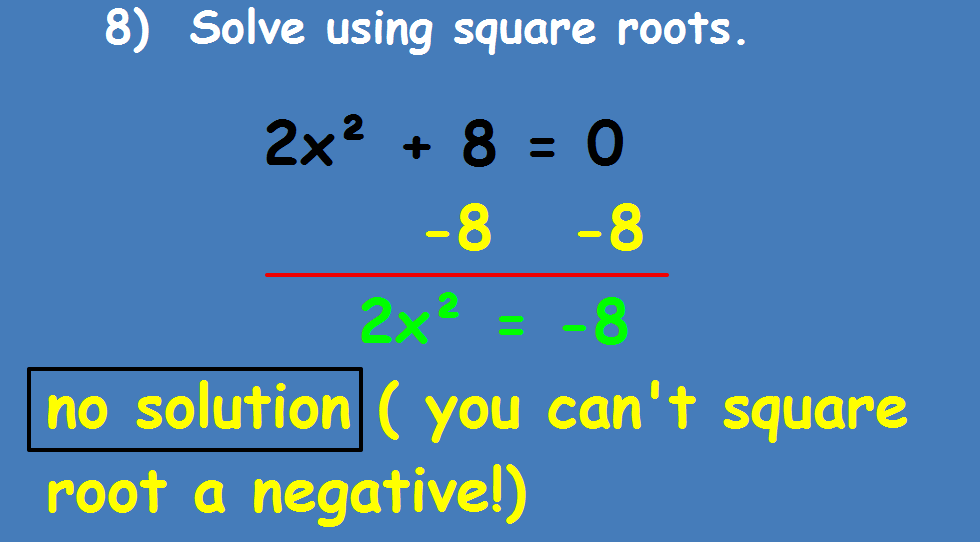 8) Solve using square roots.
2x² + 8 = 0
-8 -8
2x² = -8
no solution ( you can't square
root a negative!)